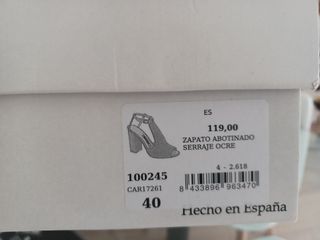 ES
119,00
ZAPATO ABOTINADO
SERRAJE OCRE
4 - 2.618
100245
CAR17261
40
8 433896 963470
Hecho en España